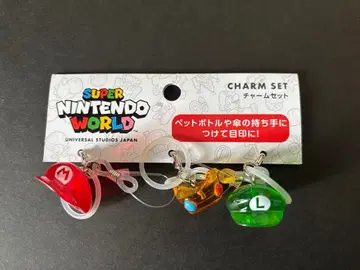 SUPER
NINTENDO
WORLD
UNIVERSAL STUDIOS JAPAN
CHARM SET
チャームセット
ペットボトルや傘の持ち手に
つけて目印に!
M
L